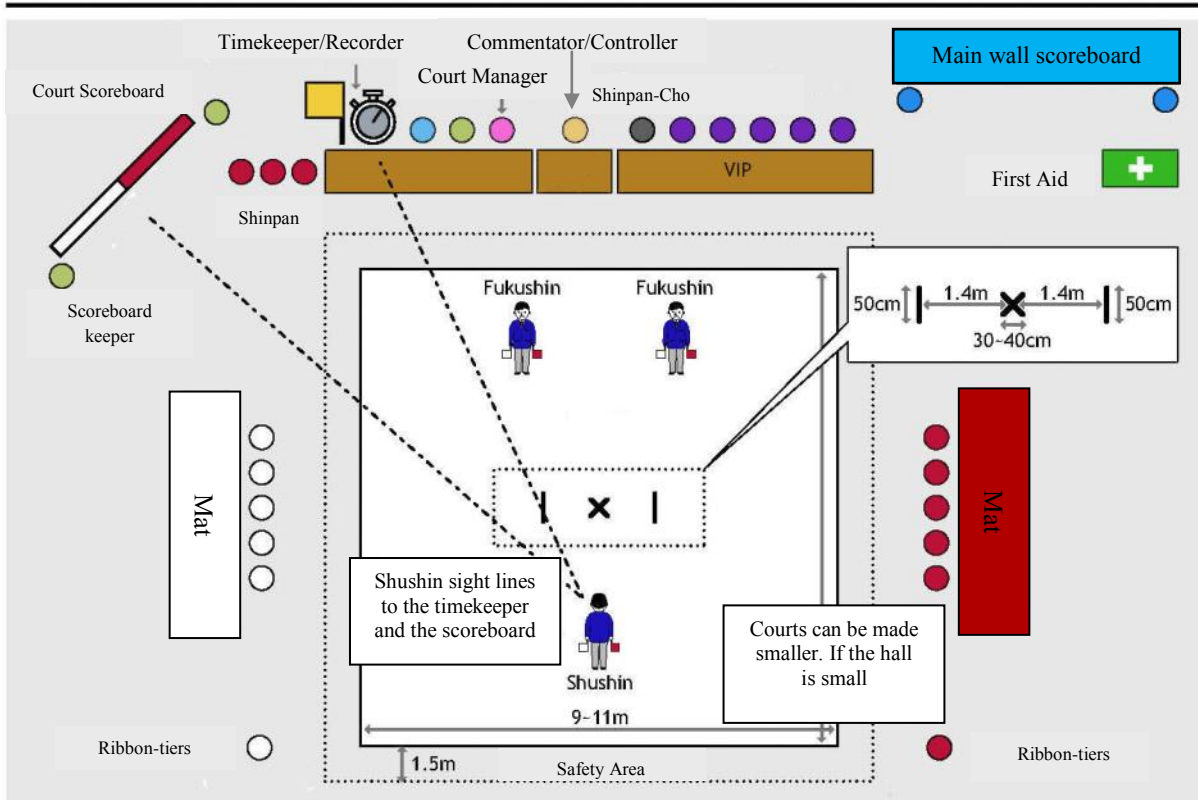 Timekeeper/Recorder
Commentator/Controller
Main wall scoreboard
Court Scoreboard
Court Manager
Shinpan-Cho
VIP
First Aid
Shinpan
Scoreboard
keeper
Fukushin
Fukushin
50cm
1.4m
1.4m
50cm
30~40cm
Mat
Mat
Shushin sight lines
to the timekeeper
and the scoreboard
Courts can be made
smaller. If the hall
is small
Shushin
9~11m
Ribbon-tiers
1.5m
Safety Area
Ribbon-tiers